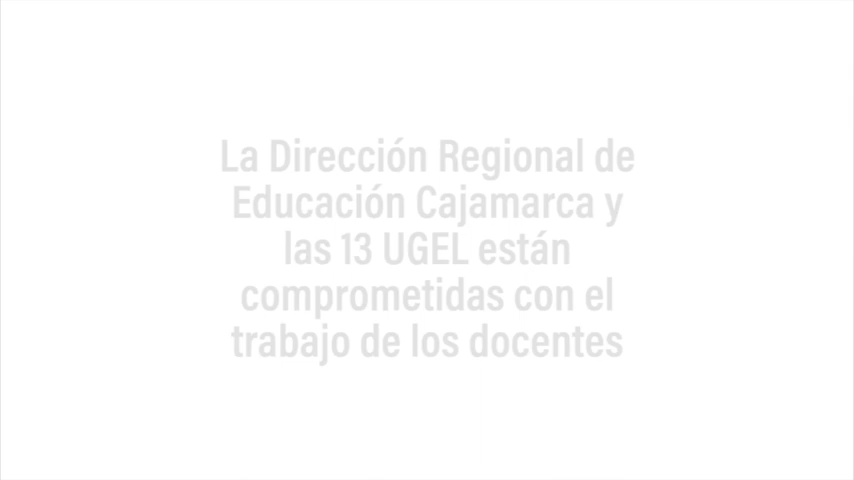 La Dirección Regional de
Educación Cajamarca y
las 13 UGEL están
comprometidas con el
trabajo de los docentes